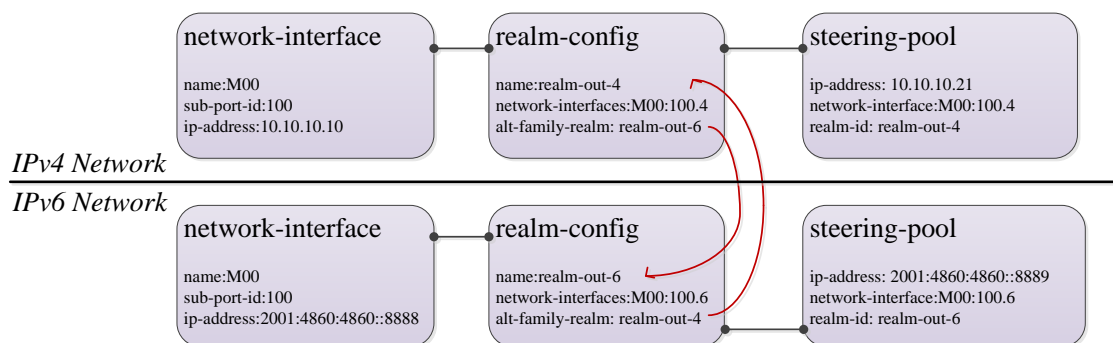 network-interface
name:M00
sub-port-id:100
ip-address:10.10.10.10
realm-config
name:realm-out-4
network-interfaces:M00:100.4
alt-family-realm: realm-out-6
steering-pool
ip-address: 10.10.10.21
network-interface:M00:100.4
realm-id: realm-out-4
IPv4 Network
IPv6 Network
network-interface
name:M00
sub-port-id:100
ip-address:2001:4860:4860::8888
realm-config
name:realm-out-6
network-interfaces:M00:100.6
alt-family-realm: realm-out-4
steering-pool
ip-address: 2001:4860:4860::8889
network-interface:M00:100.6
realm-id: realm-out-6